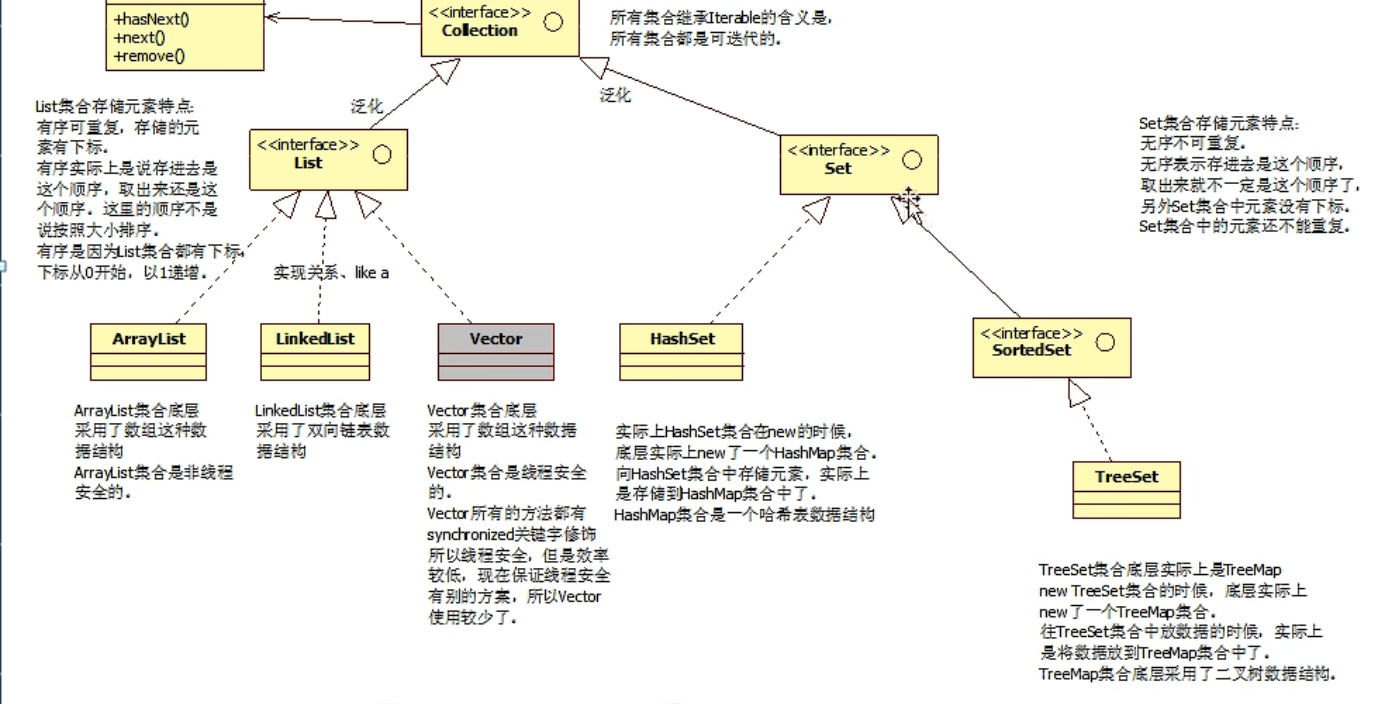 +hasNext()
+next()
+remove()
<<interface>>
Collection
所有集合继承Iterable的含义是，
所有集合都是可迭代的。
泛化
泛化
List集合存储元素特点：
有序可重复，存储的元
素有下标。
有序实际上是说存进去是
这个顺序，取出来还是这
个顺序。这里的顺序不是
说按照大小排序。
有序是因为List集合都有下标，
下标从0开始，以1递增。
<<interface>>
List
<<interface>>
Set
Set集合存储元素特点：
无序不可重复。
无序表示存进去是这个顺序，
取出来就不一定是这个顺序了，
另外Set集合中元素没有下标。
Set集合中的元素还不能重复。
实现关系、like a
ArrayList
LinkedList
Vector
HashSet
<<interface>>
SortedSet
ArrayList集合底层
采用了数组这种数
据结构
ArrayList集合是非线程
安全的。
LinkedList集合底层
采用了双向链表数
据结构
Vector集合底层
采用了数组这种数据
结构
Vector集合是线程安全
的。
Vector所有的方法都有
synchronized关键字修饰
所以线程安全，但是效率
较低，现在保证线程安全
有别的方案，所以Vector
使用较少了。
实际上HashSet集合在new的时候，
底层实际上new了一个HashMap集合。
向HashSet集合中存储元素，实际上
是存储到HashMap集合中了。
HashMap集合是一个哈希表数据结构
TreeSet
TreeSet集合底层实际上是TreeMap
new TreeSet集合的时候，底层实际上
new了一个TreeMap集合。
往TreeSet集合中放数据的时候，实际上
是将数据放到TreeMap集合中了。
TreeMap集合底层采用了二叉树数据结构。